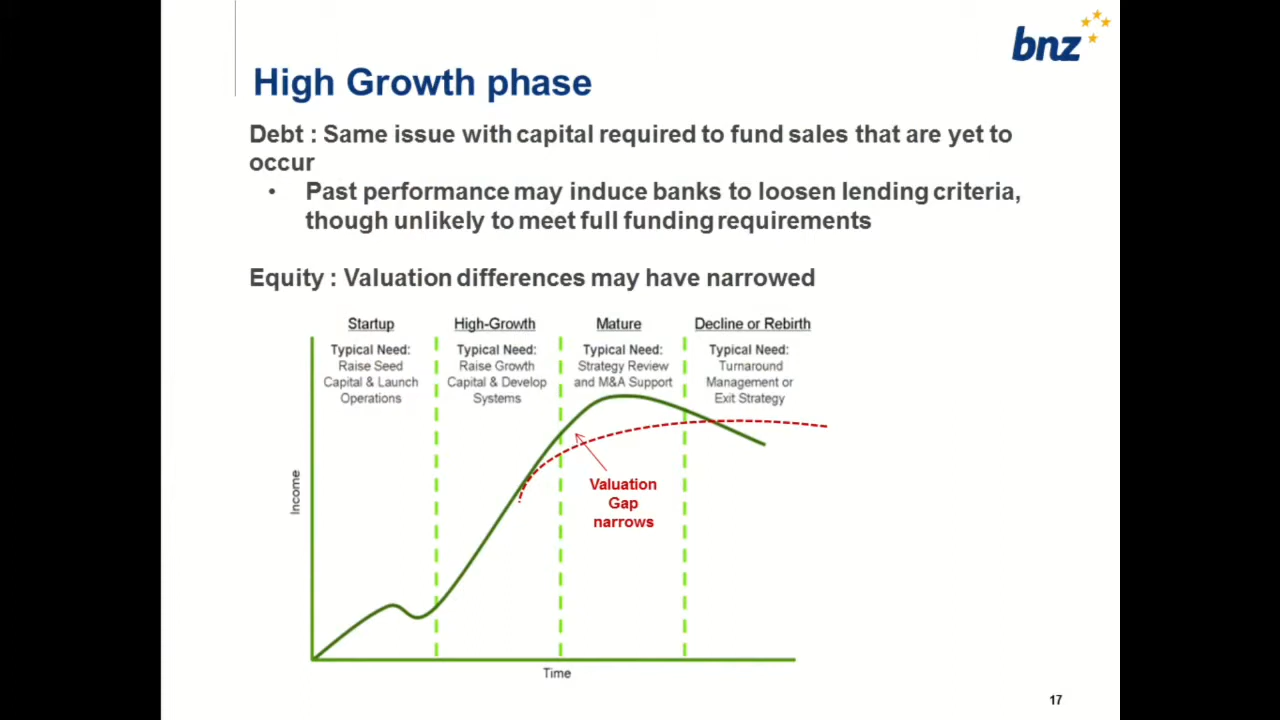 bnz
High Growth phase
Debt : Same issue with capital required to fund sales that are yet to
occur
• Past performance may induce banks to loosen lending criteria,
though unlikely to meet full funding requirements
Equity : Valuation differences may have narrowed
Startup
Typical Need:
Raise Seed
Capital & Launch
Operations
High-Growth
Typical Need:
Raise Growth
Capital & Develop
Systems
Mature
Typical Need:
Strategy Review
and M&A Support
Decline or Rebirth
Typical Need:
Turnaround
Management or
Exit Strategy
Income
Valuation
Gap
narrows
Time
17